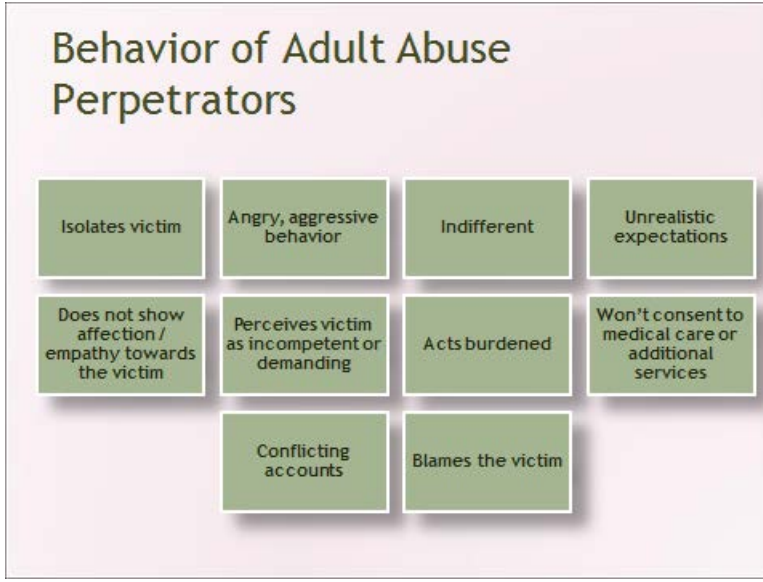 Behavior of Adult Abuse
Perpetrators
Isolates victim
Angry, aggressive
behavior
Indifferent
Unrealistic
expectations
Does not show
affection /
empathy towards
the victim
Perceives victim
as incompetent or
demanding
Acts burdened
Won't consent to
medical care or
additional
services
Conflicting
accounts
Blames the victim